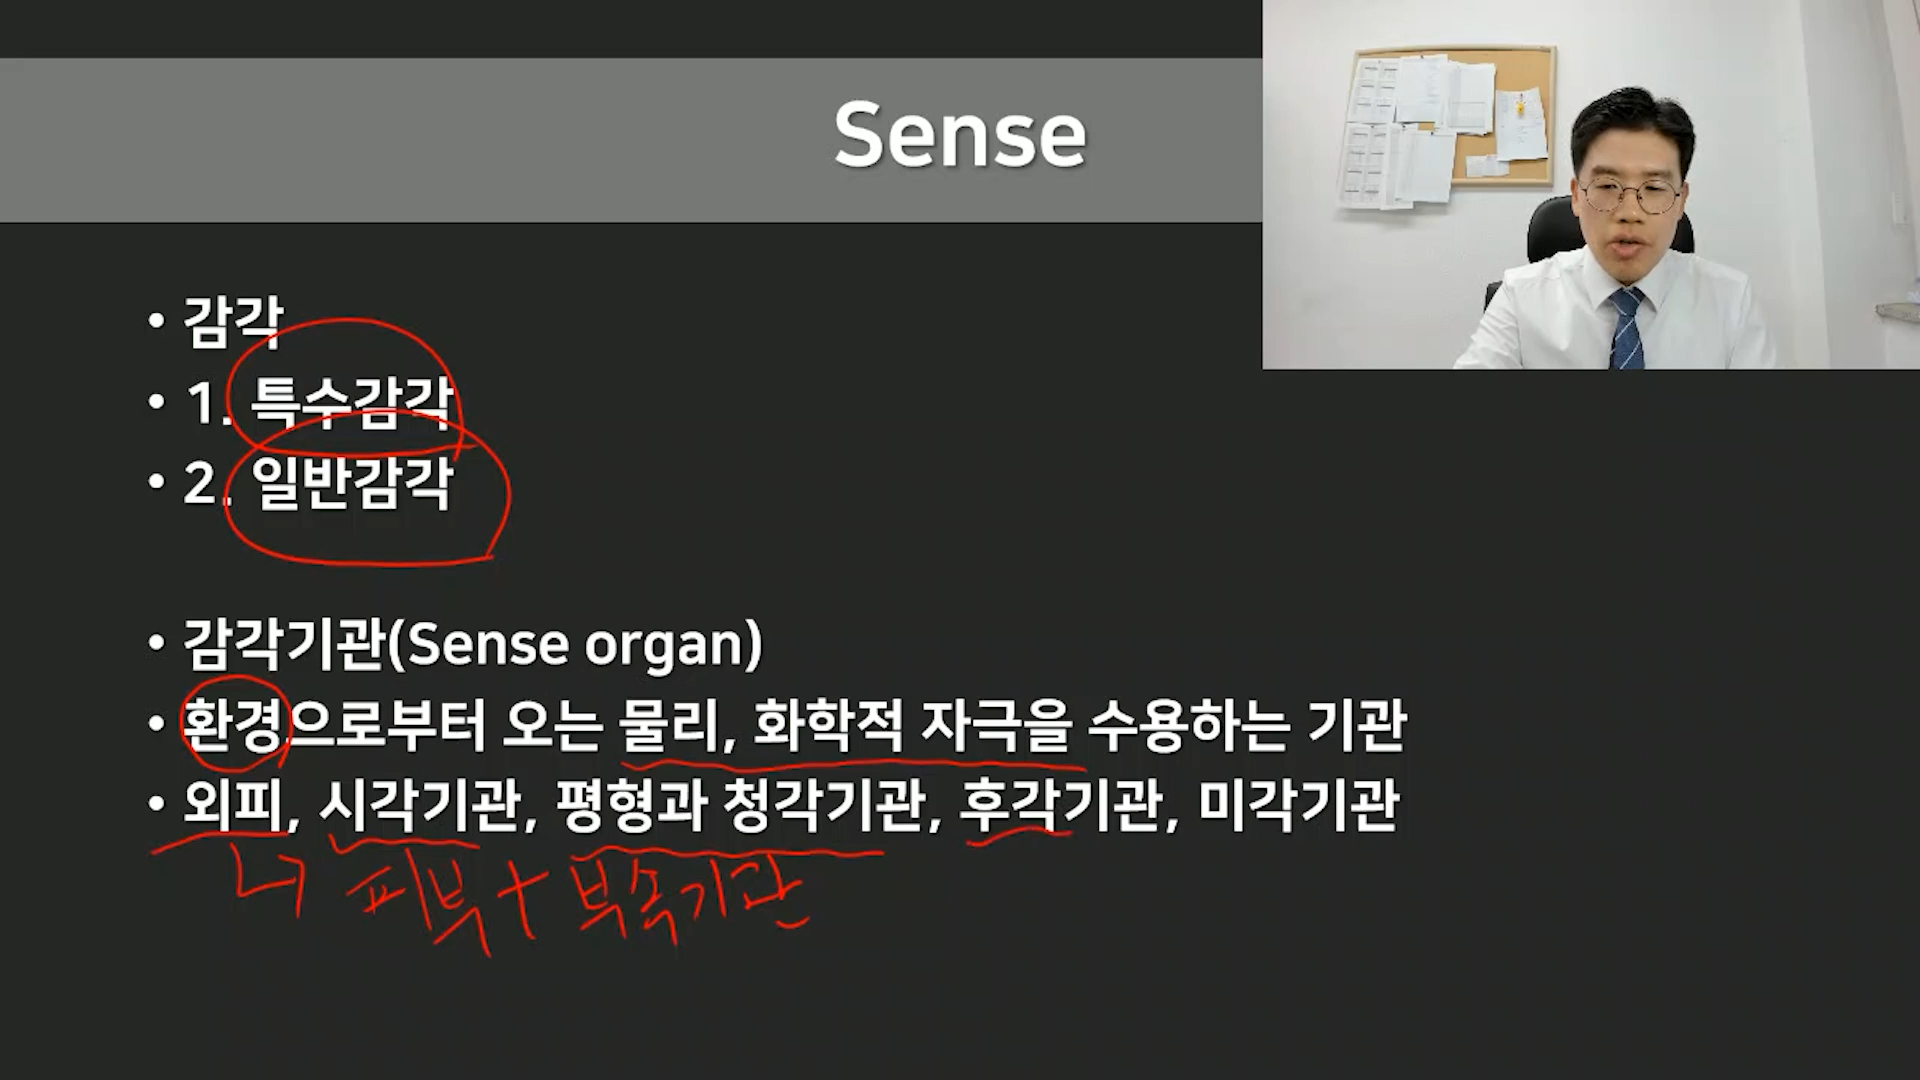 Sense
• 감각
• 1. 특수감각
• 2. 일반감각
• 감각기관(Sense organ)
• 환경으로부터 오는 물리, 화학적 자극을 수용하는 기관
• 외피, 시각기관, 평형과 청각기관, 후각기관, 미각기관
↳ 피부 + 부속기관